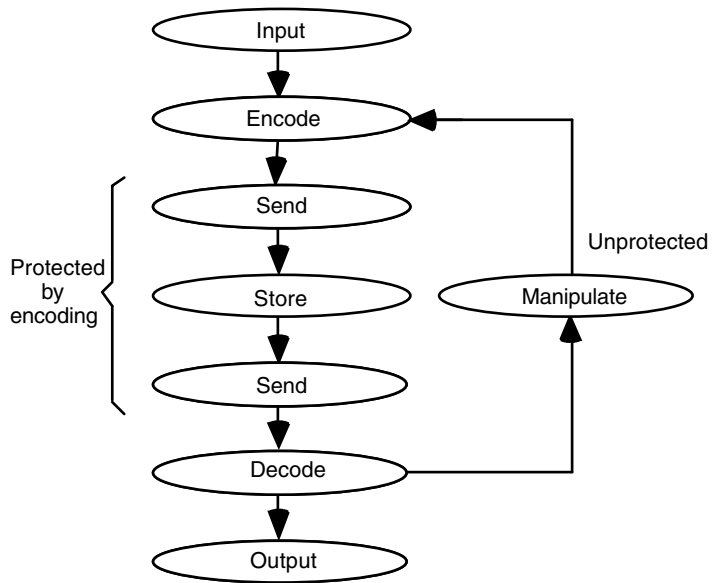 Input
Encode
Send
Unprotected
Protected
by
encoding
Store
Manipulate
Send
Decode
Output